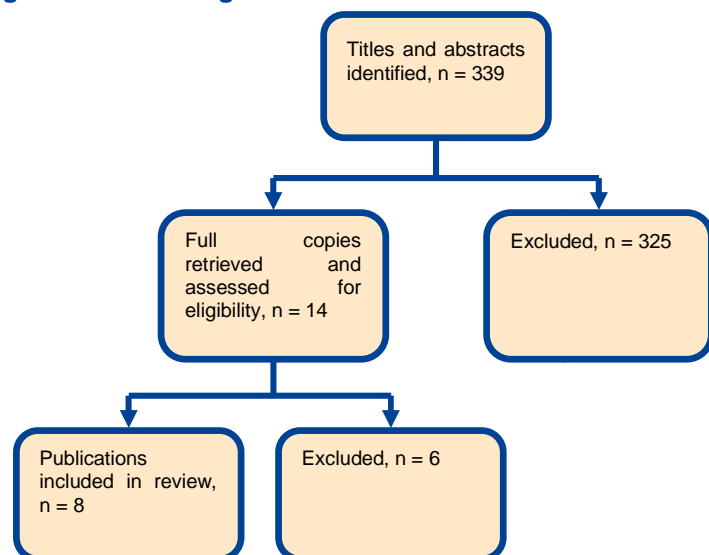 Titles and abstracts
identified, n = 339
Full copies
retrieved and
assessed for
eligibility, n = 14
Excluded, n = 325
Publications
included in review,
n = 8
Excluded, n = 6